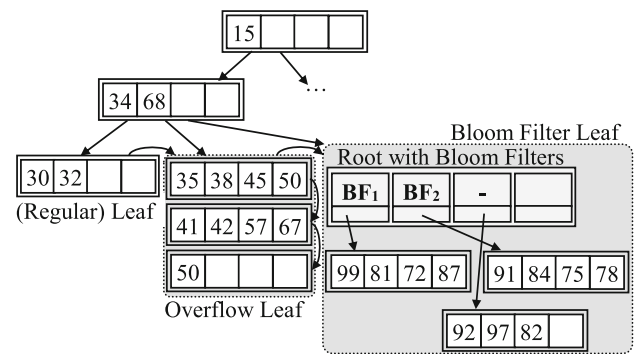 15
...
34 68
Bloom Filter Leaf
Root with Bloom Filters
30 32
35 38 45 50
BF1 BF2 -
(Regular) Leaf
41 42 57 67
50
99 81 72 87
91 84 75 78
Overflow Leaf
92 97 82